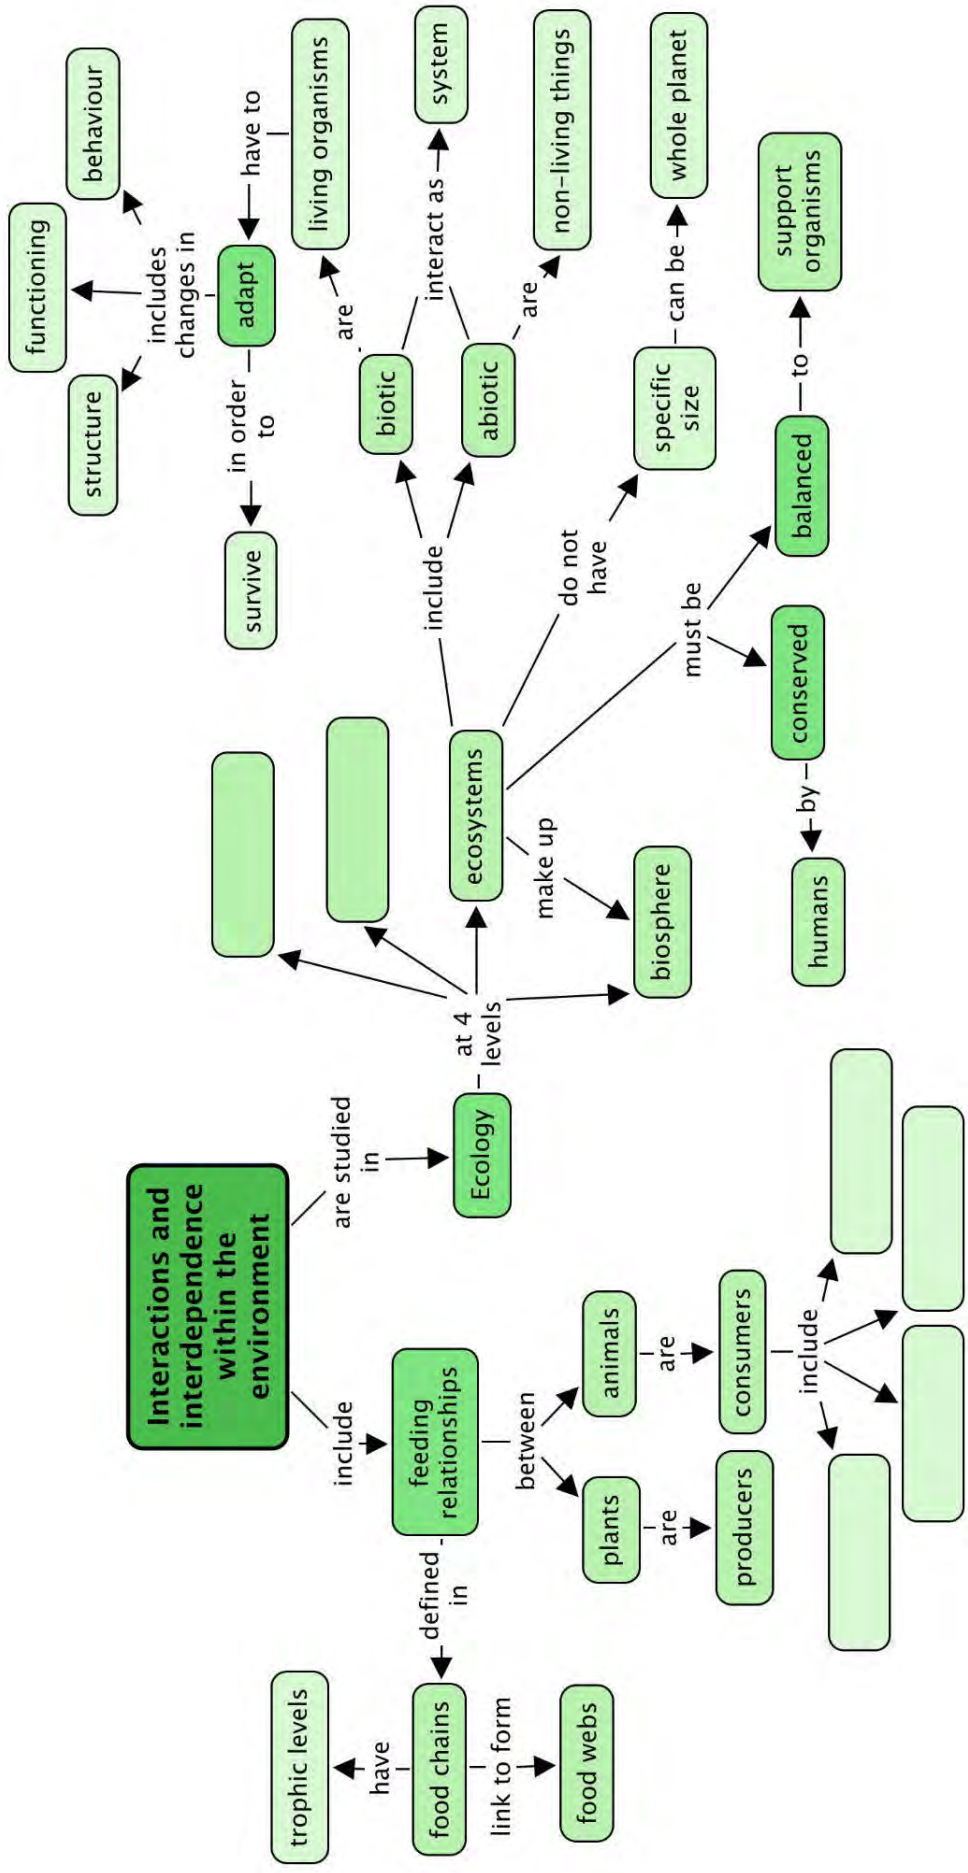 Interactions and
interdependence
within the
environment
include
are studied
in
feeding
relationships
defined
in
food chains
have
trophic levels
link to form
food webs
between
plants
are
producers
animals
are
consumers
include
Ecology
at 4
levels
ecosystems
make up
biosphere
include
biotic
are
living organisms
have to
adapt
in order
to
survive
includes
changes in
structure
functioning
behaviour
abiotic
are
non-living things
interact as
system
do not
have
specific
size
can be
whole planet
must be
conserved
by
humans
balanced
to
support
organisms